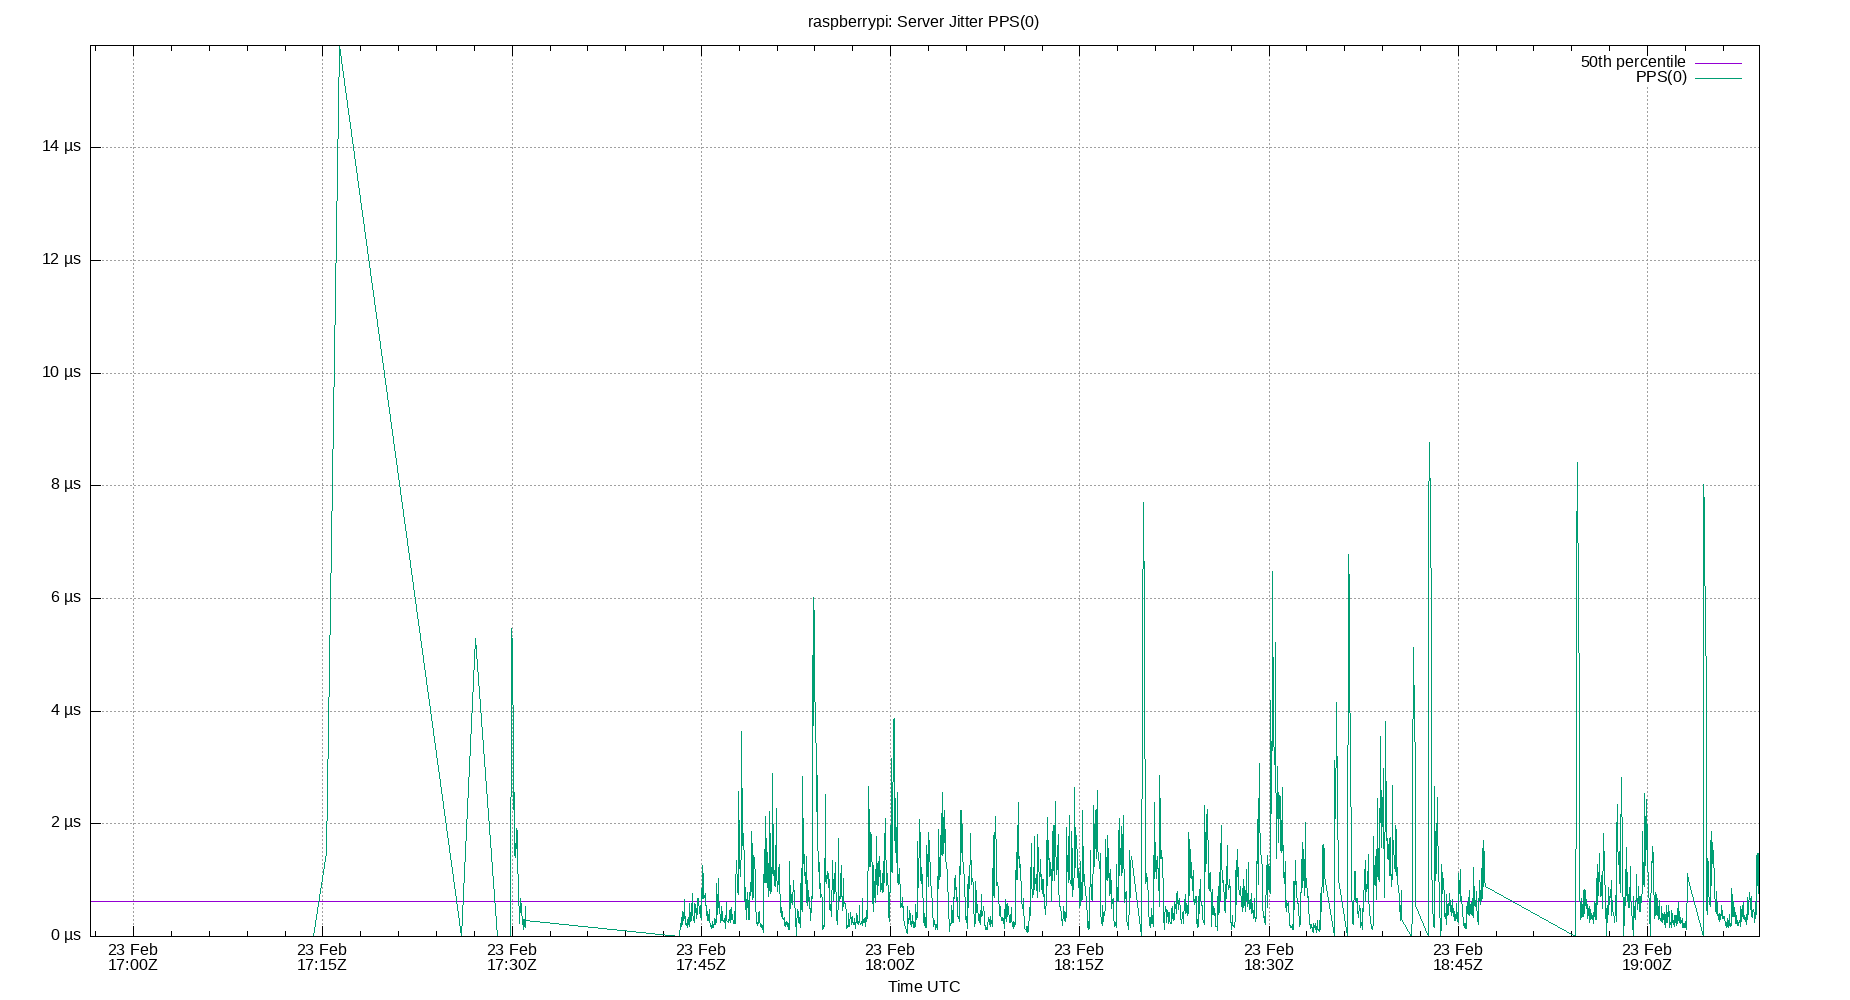 raspberrypi: Server Jitter PPS(0)
50th percentile
PPS(0)
14 µs
12 µs
10 µs
8 µs
6 µs
4 µs
2 µs
0 µs
23 Feb 23 Feb 23 Feb 23 Feb 23 Feb 23 Feb 23 Feb 23 Feb 23 Feb
17:00Z 17:15Z 17:30Z 17:45Z 18:00Z 18:15Z 18:30Z 18:45Z 19:00Z
Time UTC